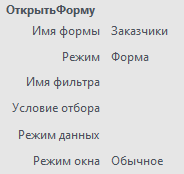 ОткрытьФорму
Имя формы Заказчики
Режим Форма
Имя фильтра
Условие отбора
Режим данных
Режим окна Обычное